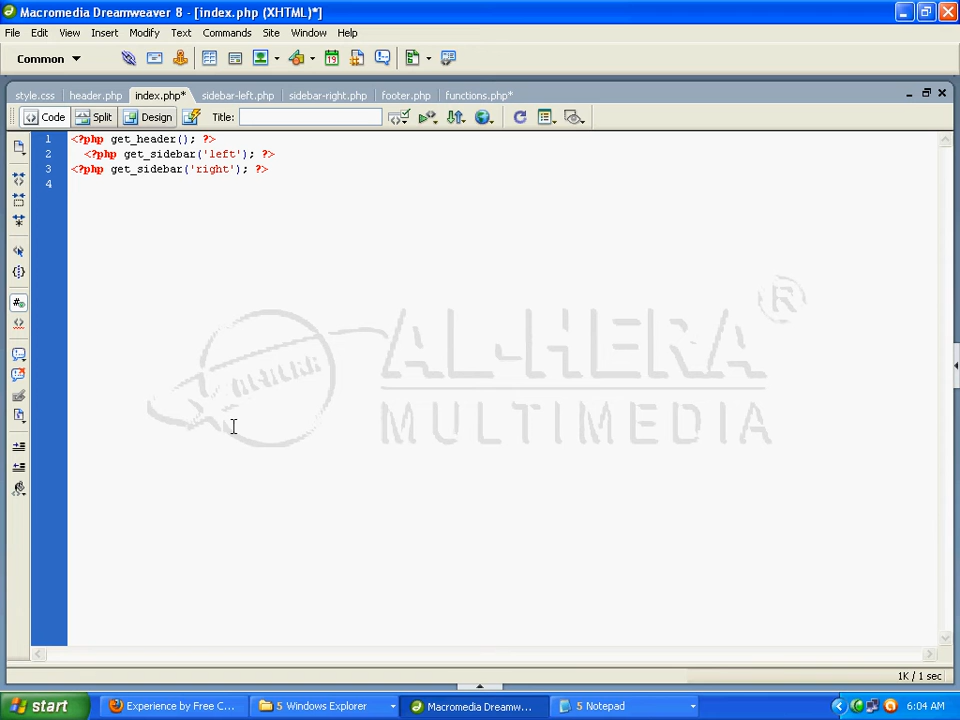 Macromedia Dreamweaver 8 - [index.php (XHTML)*]
File Edit View Insert Modify Text Commands Site Window Help
Common
style.css header.php index.php* sidebar-left.php sidebar-right.php footer.php functions.php*
Code Split Design Title:
1 <?php get_header(); ?>
2 <?php get_sidebar('left'); ?>
3 <?php get_sidebar('right'); ?>
4
AL-HERA ®
MULTIMEDIA
1K / 1 sec
start Experience by Free C... 5 Windows Explorer Macromedia Dreamw... 5 Notepad 6:04 AM